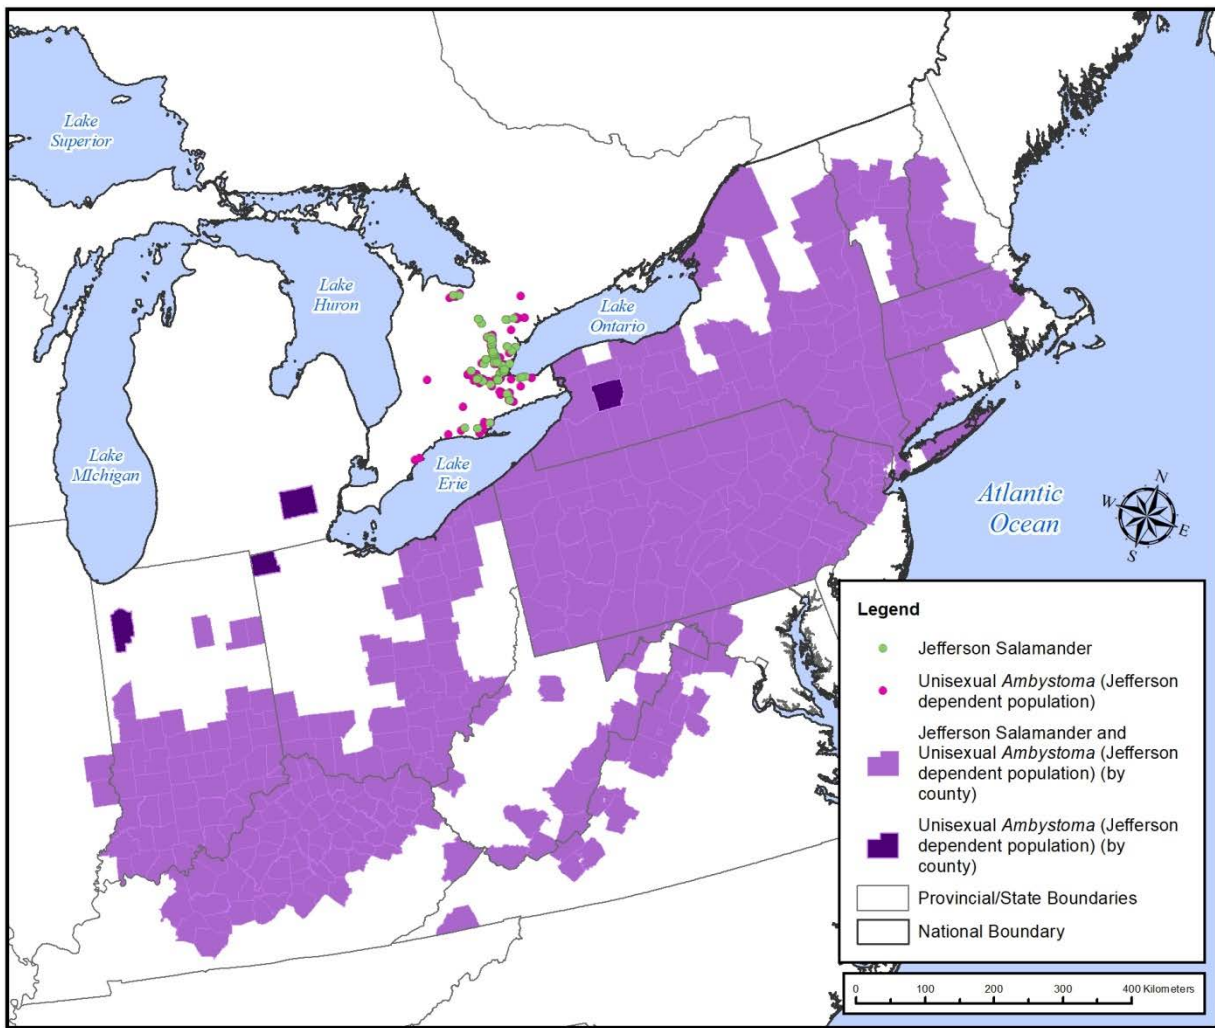 Lake
Superior
Lake
Huron
Lake
Ontario
Lake
MIchigan
Lake
Erie
Atlantic
Ocean
N
W
E
S
Legend
Jefferson Salamander
Unisexual Ambystoma (Jefferson
dependent population)
Jefferson Salamander and
Unisexual Ambystoma (Jefferson
dependent population) (by
county)
Unisexual Ambystoma (Jefferson
dependent population) (by
county)
Provincial/State Boundaries
National Boundary
0 100 200 300 400 Kilometers